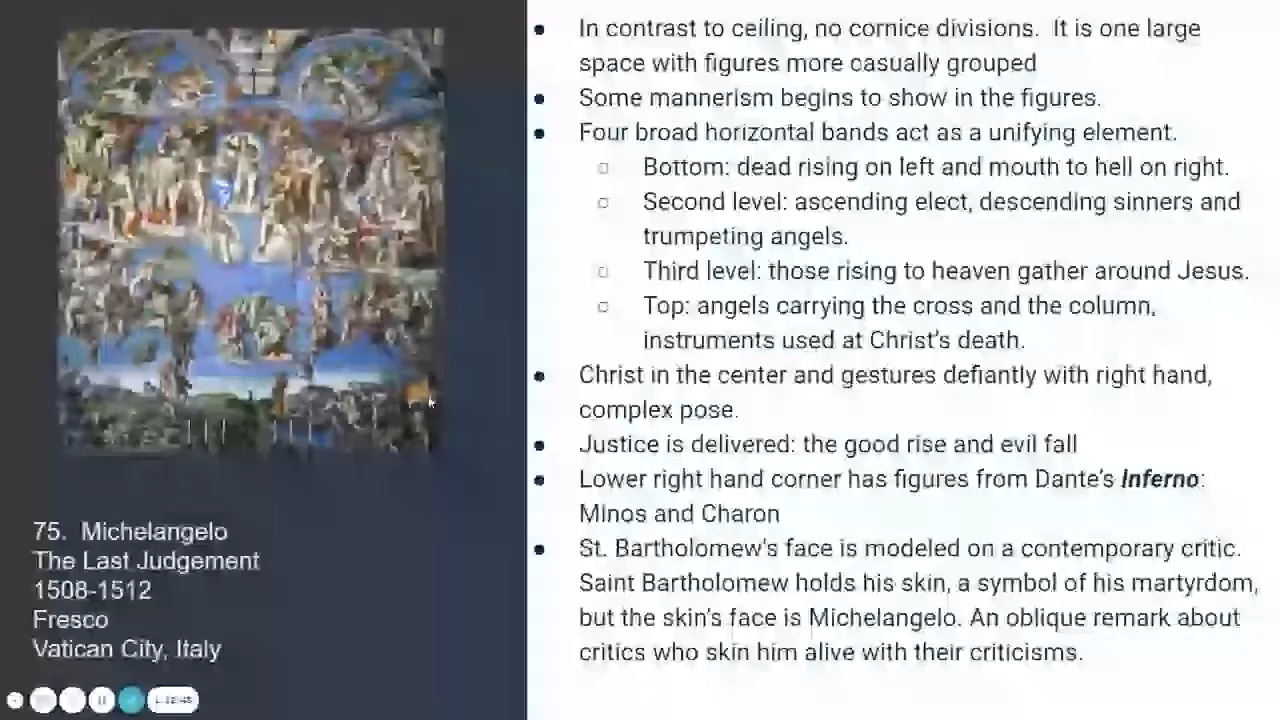 In contrast to ceiling, no cornice divisions. It is one large
space with figures more casually grouped
Some mannerism begins to show in the figures.
Four broad horizontal bands act as a unifying element.
Bottom: dead rising on left and mouth to hell on right.
Second level: ascending elect, descending sinners and
trumpeting angels.
Third level: those rising to heaven gather around Jesus.
Top: angels carrying the cross and the column,
instruments used at Christ's death.
Christ in the center and gestures defiantly with right hand,
complex pose.
Justice is delivered: the good rise and evil fall
Lower right hand corner has figures from Dante's Inferno:
Minos and Charon
St. Bartholomew's face is modeled on a contemporary critic.
Saint Bartholomew holds his skin, a symbol of his martyrdom,
but the skin's face is Michelangelo. An oblique remark about
critics who skin him alive with their criticisms.
75. Michelangelo
The Last Judgement
1508-1512
Fresco
Vatican City, Italy